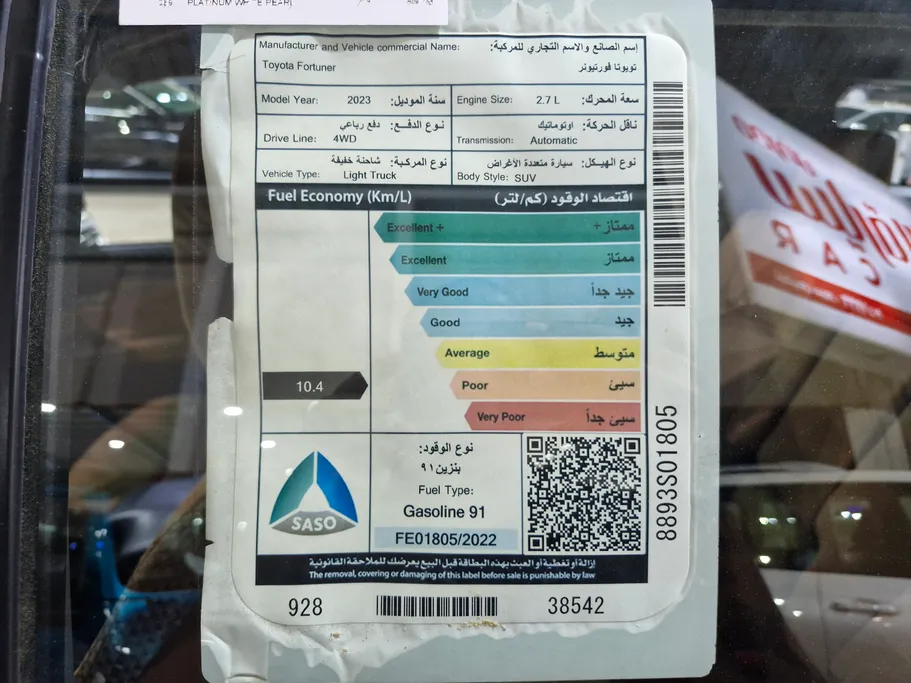 PLATINUM WHITE PEARL
Manufacturer and Vehicle commercial Name: إسم الصانع والاسم التجاري للمركبة:
Toyota Fortuner تويوتا فورتيونر
Model Year: 2023 سنة الموديل: Engine Size: 2.7 L سعة المحرك:
نوع الدفع: دفع رباعي ناقل الحركة: اوتوماتيك
Drive Line: 4WD Transmission: Automatic
نوع المركبة: شاحنة خفيفة نوع الهيكل: سيارة متعددة الأغراض
Vehicle Type: Light Truck Body Style: SUV
Fuel Economy (Km/L) اقتصاد الوقود (كم/لتر)
Excellent + ممتاز +
Excellent ممتاز
Very Good جيد جداً
Good جيد
Average متوسط
10.4 Poor سيئ
Very Poor سيئ جداً
نوع الوقود:
بنزين ٩١
Fuel Type:
Gasoline 91
FE01805/2022
SASO
8893S01805
إزالة أو تغطية أو العبث بهذه البطاقة قبل البيع يعرضك للملاحقة القانونية
The removal, covering or damaging of this label before sale is punishable by law
928 38542
CAR